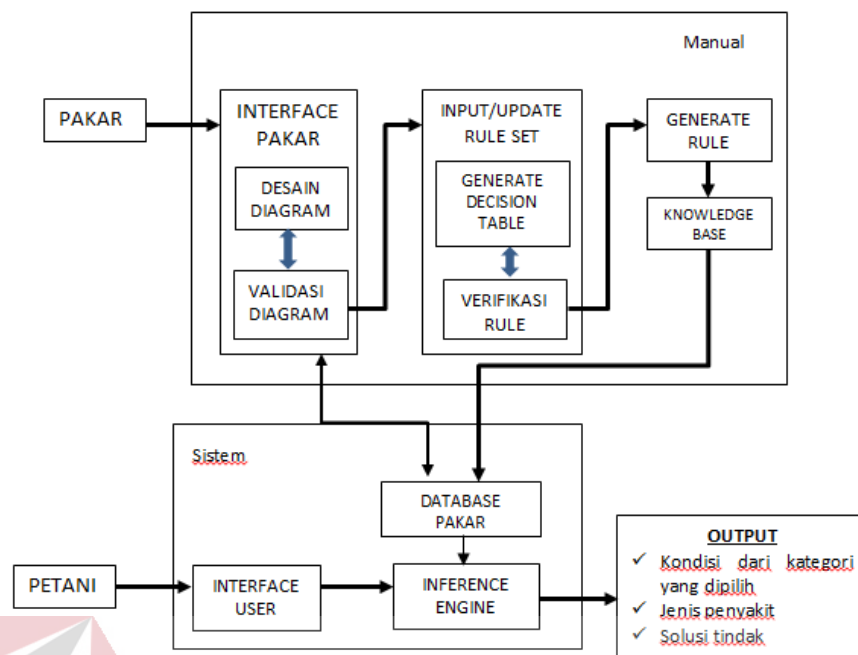 Manual
PAKAR
INTERFACE
PAKAR
DESAIN
DIAGRAM
VALIDASI
DIAGRAM
INPUT/UPDATE
RULE SET
GENERATE
DECISION
TABLE
VERIFIKASI
RULE
GENERATE
RULE
KNOWLEDGE
BASE
Sistem
DATABASE
PAKAR
PETANI
INTERFACE
USER
INFERENCE
ENGINE
OUTPUT
✓ Kondisi dari kategori
yang dipilih
✓ Jenis penyakit
✓ Solusi tindak